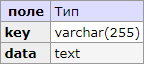 поле Тип
key varchar(255)
data text